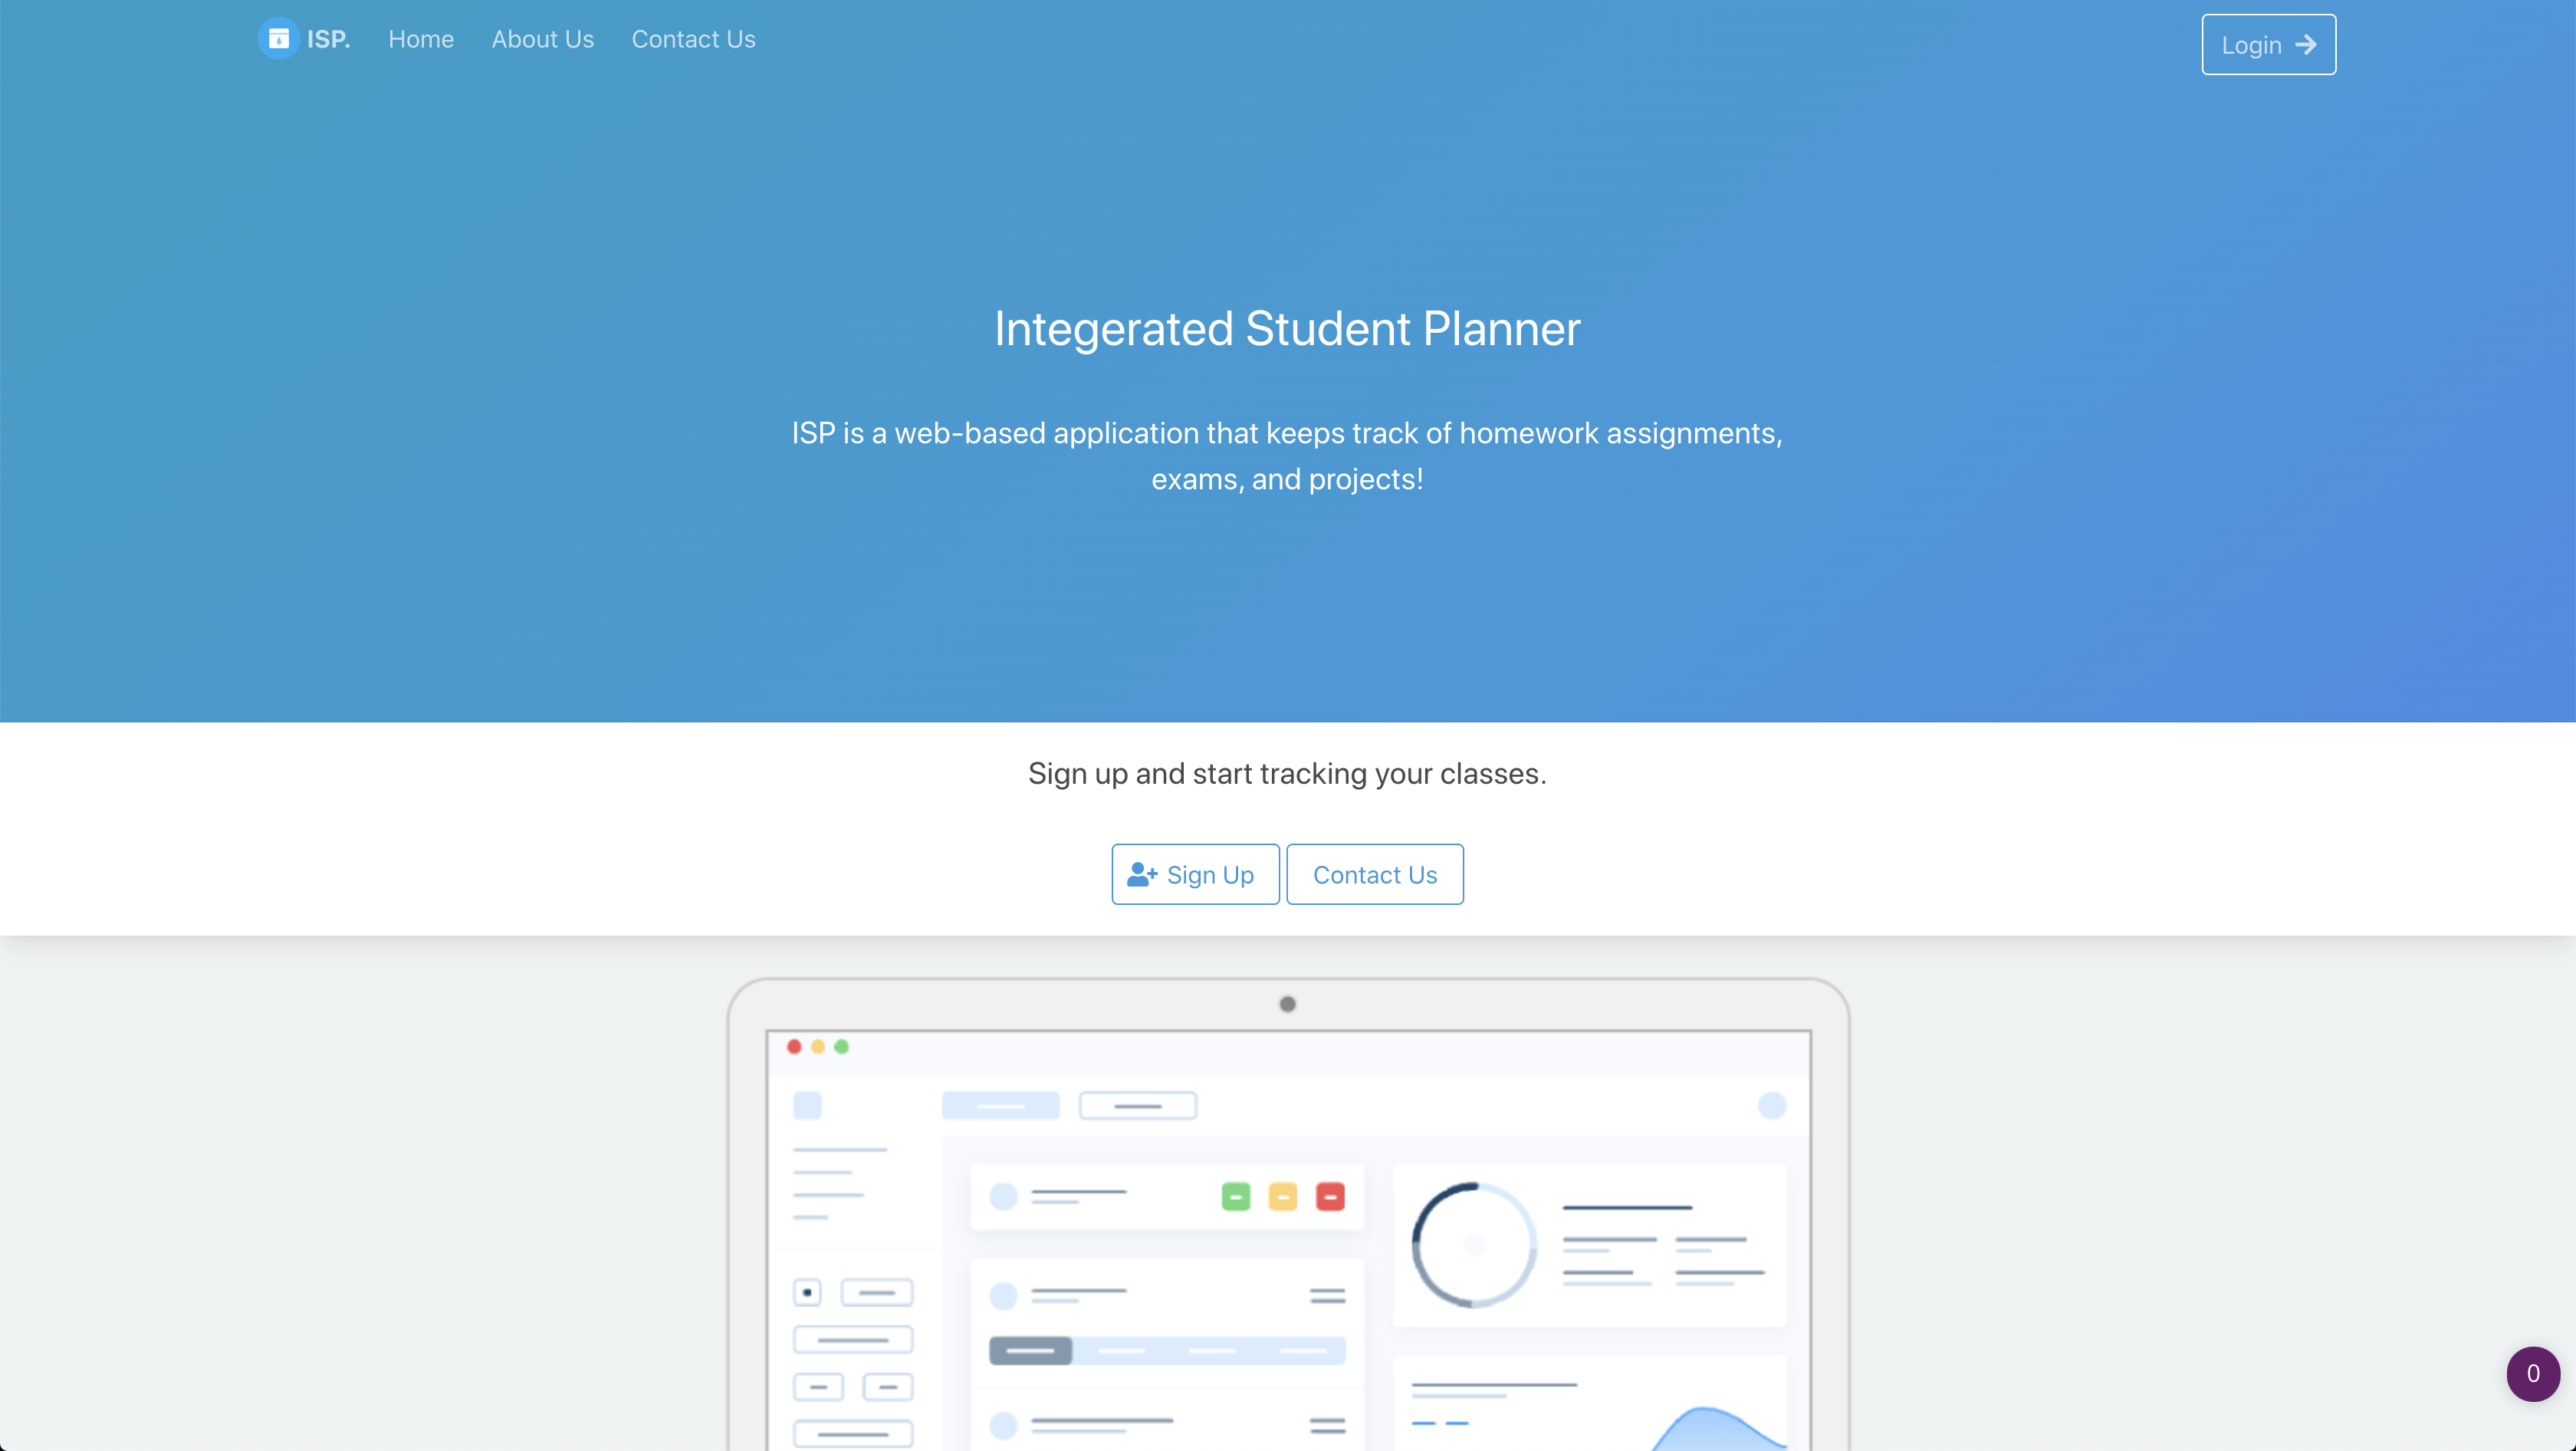 ISP.
Home
About Us
Contact Us
Login
Integerated Student Planner
ISP is a web-based application that keeps track of homework assignments,
exams, and projects!
Sign up and start tracking your classes.
Sign Up
Contact Us
0